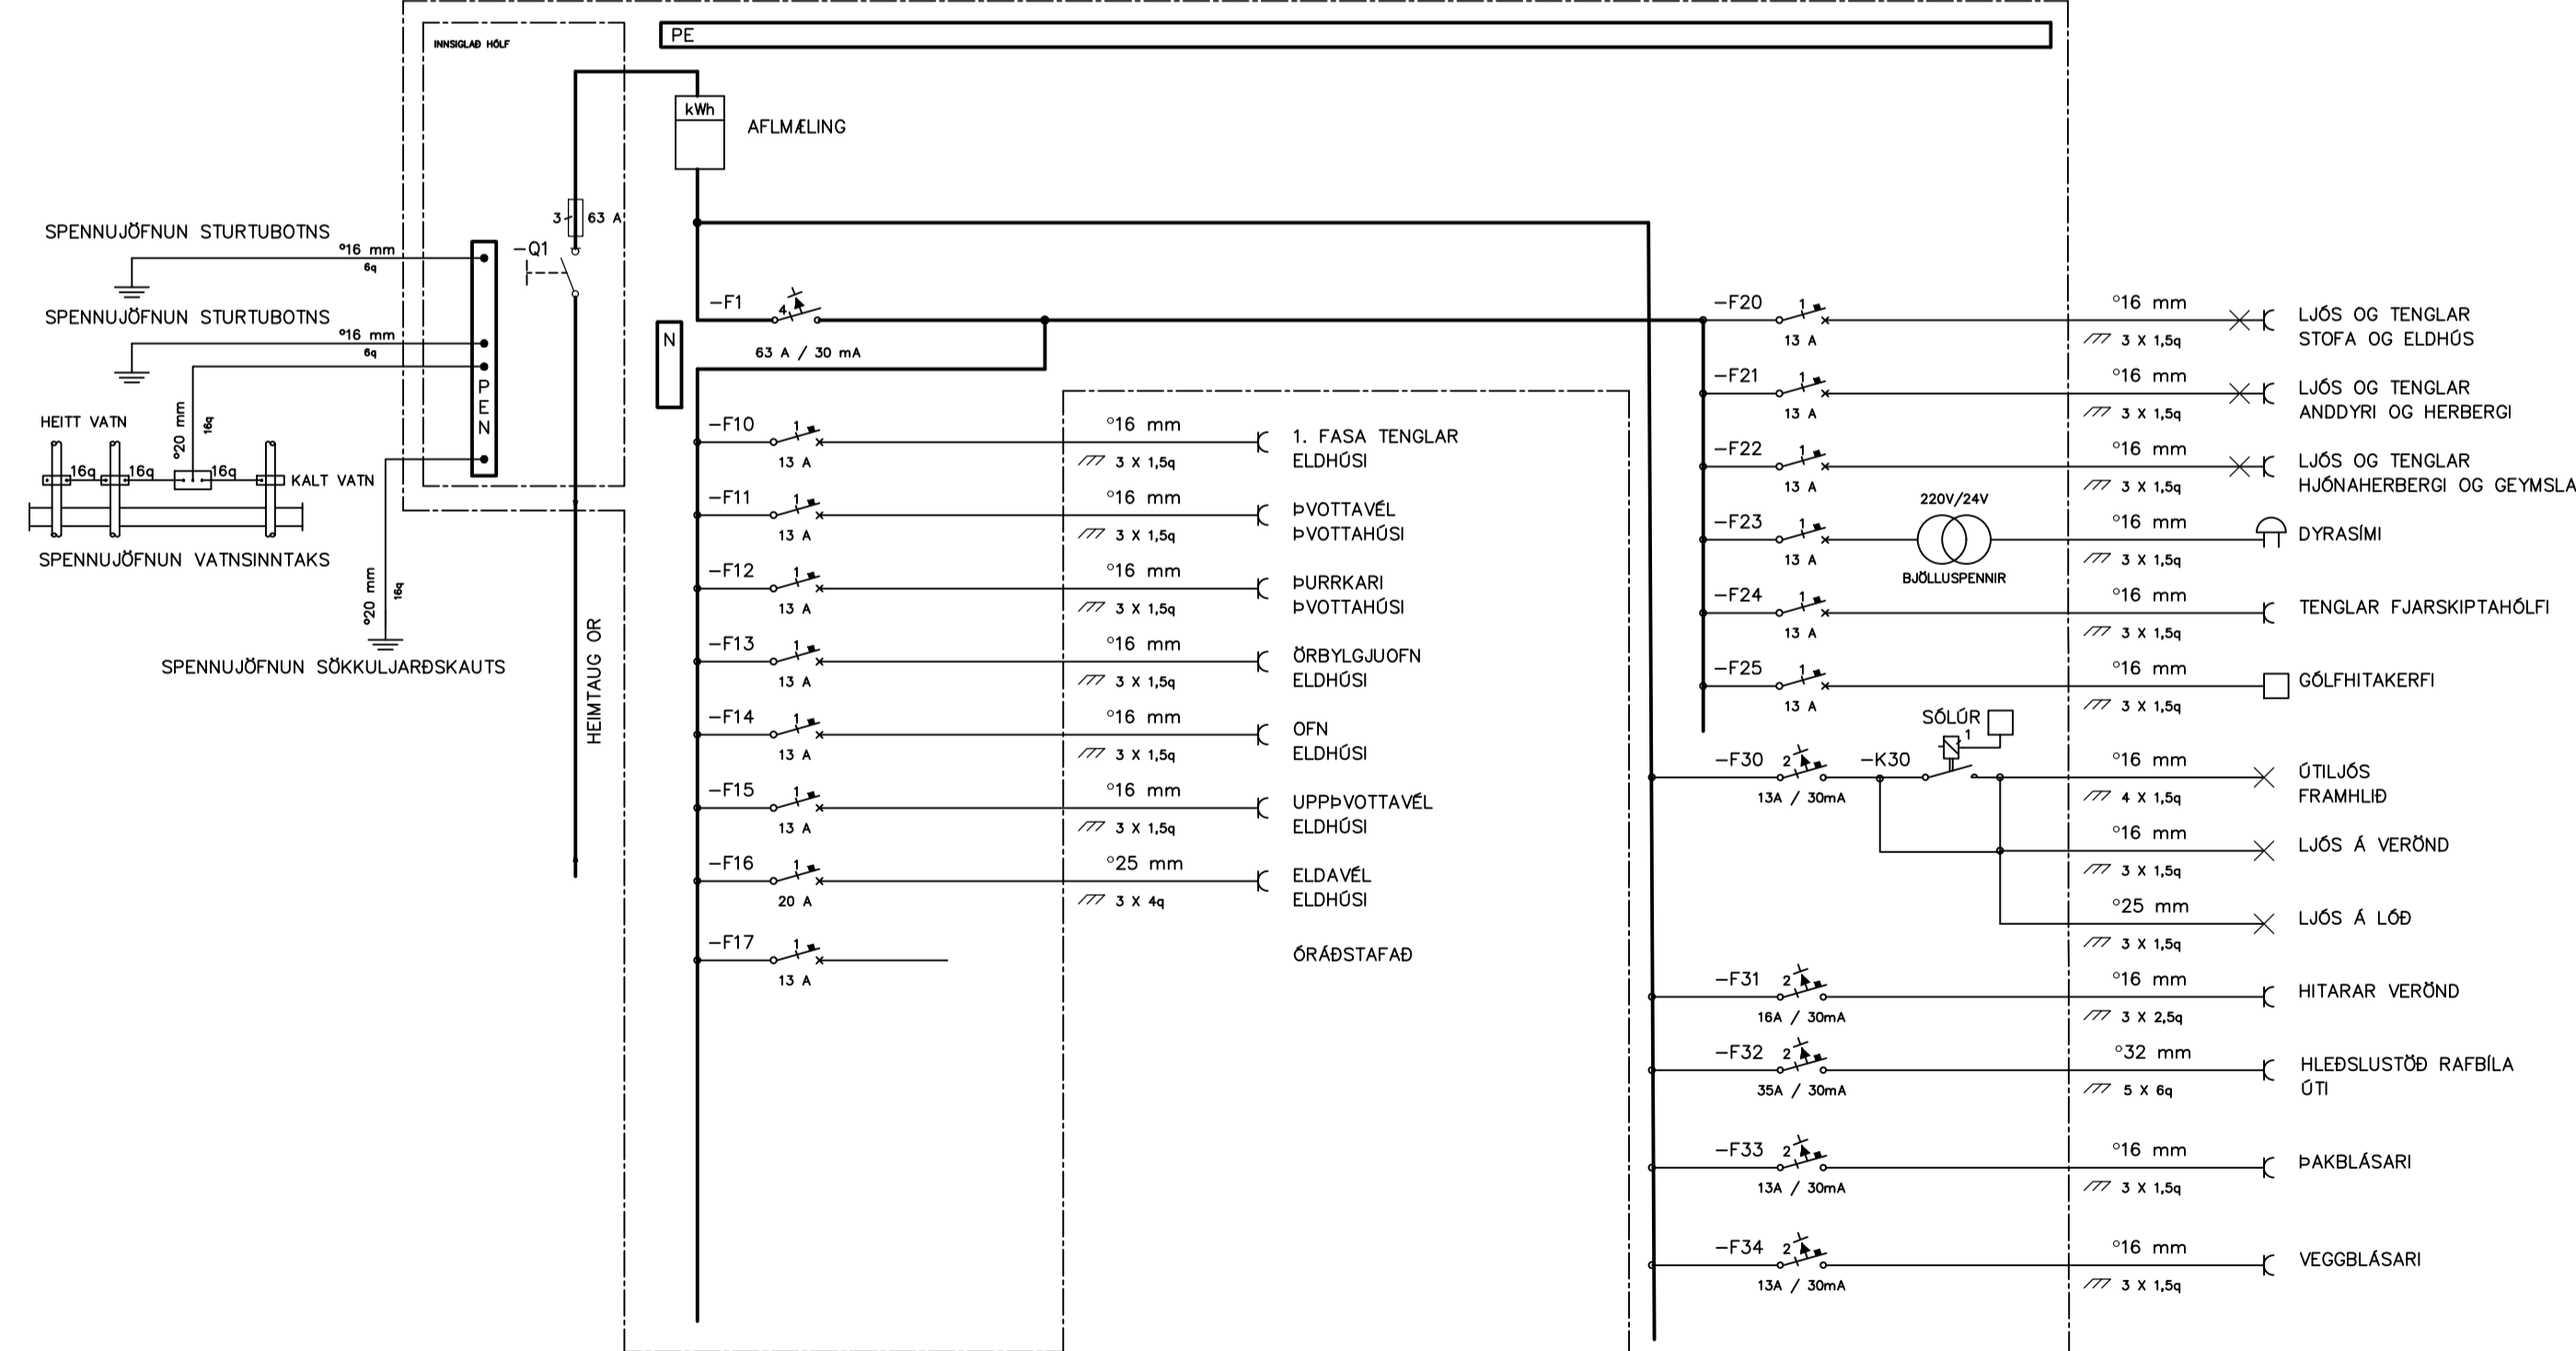 INNSIGLAÐ HÓLF
PE
kWh
AFLMÆLING
3
63 A
-Q1
SPENNUJÖFNUN STURTUBOTNS
°16 mm
6q
SPENNUJÖFNUN STURTUBOTNS
°16 mm
6q
PEN
HEITT VATN
°20 mm
16q
16q
16q
16q
KALT VATN
SPENNUJÖFNUN VATNSINNTAKS
°20 mm
16q
SPENNUJÖFNUN SÖKKULJARÐSKAUTS
HEIMTAUG OR
N
-F1
4
63 A / 30 mA
-F10
1
13 A
°16 mm
3 X 1,5q
1. FASA TENGLAR
ELDHÚSI
-F11
1
13 A
°16 mm
3 X 1,5q
ÞVOTTAVÉL
ÞVOTTAHÚSI
-F12
1
13 A
°16 mm
3 X 1,5q
ÞURRKARI
ÞVOTTAHÚSI
-F13
1
13 A
°16 mm
3 X 1,5q
ÖRBYLGJUOFN
ELDHÚSI
-F14
1
13 A
°16 mm
3 X 1,5q
OFN
ELDHÚSI
-F15
1
13 A
°16 mm
3 X 1,5q
UPPÞVOTTAVÉL
ELDHÚSI
-F16
1
20 A
°25 mm
3 X 4q
ELDAVÉL
ELDHÚSI
-F17
1
13 A
ÓRÁÐSTAFAÐ
-F20
1
13 A
°16 mm
3 X 1,5q
LJÓS OG TENGLAR
STOFA OG ELDHÚS
-F21
1
13 A
°16 mm
3 X 1,5q
LJÓS OG TENGLAR
ANDDYRI OG HERBERGI
-F22
1
13 A
°16 mm
3 X 1,5q
LJÓS OG TENGLAR
HJÓNAHERBERGI OG GEYMSLA
-F23
1
13 A
220V/24V
BJÖLLUSPENNIR
°16 mm
3 X 1,5q
DYRASÍMI
-F24
1
13 A
°16 mm
3 X 1,5q
TENGLAR FJARSKIPTAHÓLFI
-F25
1
13 A
°16 mm
3 X 1,5q
GÓLFHITAKERFI
SÓLÚR
1
-F30
2
13A / 30mA
-K30
°16 mm
4 X 1,5q
ÚTILJÓS
FRAMHLIÐ
°16 mm
3 X 1,5q
LJÓS Á VERÖND
°25 mm
3 X 1,5q
LJÓS Á LÓÐ
-F31
2
16A / 30mA
°16 mm
3 X 2,5q
HITARAR VERÖND
-F32
2
35A / 30mA
°32 mm
5 X 6q
HLEÐSLUSTÖÐ RAFBÍLA
ÚTI
-F33
2
13A / 30mA
°16 mm
3 X 1,5q
ÞAKBLÁSARI
-F34
2
13A / 30mA
°16 mm
3 X 1,5q
VEGGBLÁSARI